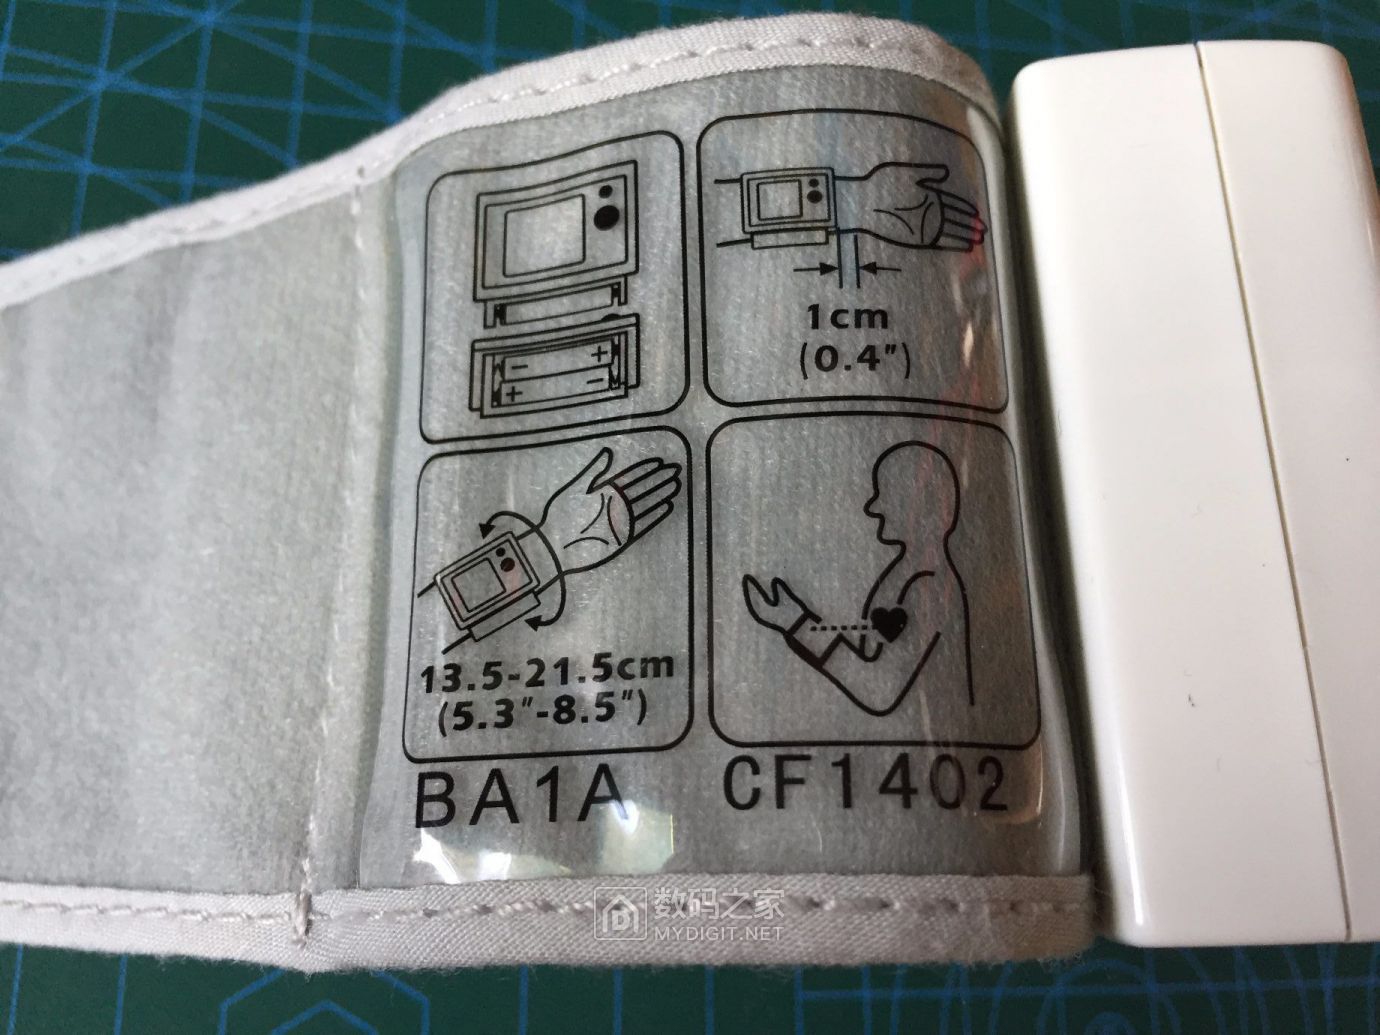 +
−
−
+
1cm
(0.4″)
13.5-21.5cm
(5.3″-8.5″)
BA1A
CF1402
数码之家
MYDIGIT.NET